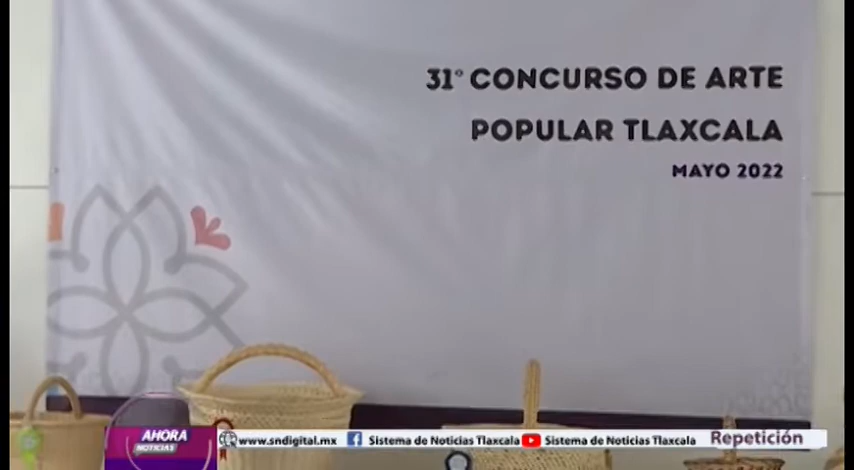 31° CONCURSO DE ARTE
POPULAR TLAXCALA
MAYO 2022
AHORA
NOTICIAS
www.sndigital.mx Sistema de Noticias Tlaxcala Sistema de Noticias Tlaxcala Repetición